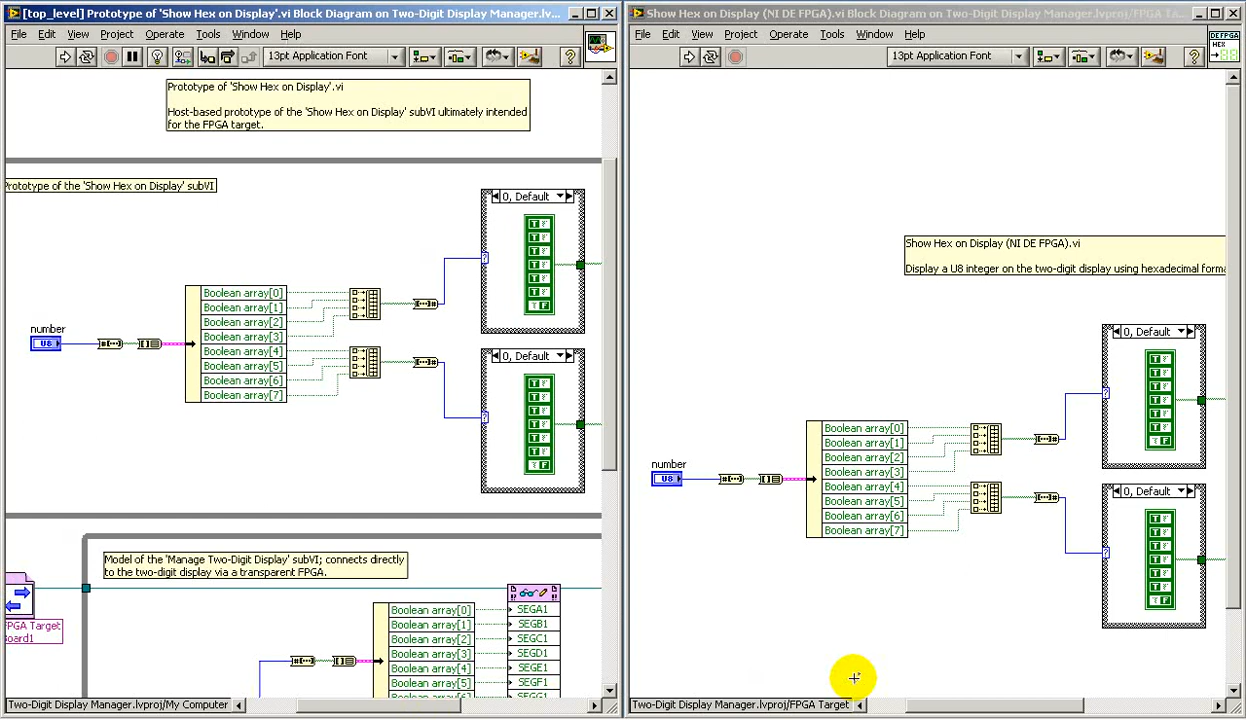 [top_level] Prototype of 'Show Hex on Display'.vi Block Diagram on Two-Digit Display Manager.lv...
File Edit View Project Operate Tools Window Help
13pt Application Font
Prototype of 'Show Hex on Display'.vi
Host-based prototype of the 'Show Hex on Display' subVI ultimately intended
for the FPGA target.
Prototype of the 'Show Hex on Display' subVI
0, Default
Boolean array[0]
Boolean array[1]
Boolean array[2]
Boolean array[3]
Boolean array[4]
Boolean array[5]
Boolean array[6]
Boolean array[7]
number
U8
0, Default
Model of the 'Manage Two-Digit Display' subVI; connects directly
to the two-digit display via a transparent FPGA.
FPGA Target
Board1
Boolean array[0] SEGA1
Boolean array[1] SEGB1
Boolean array[2] SEGC1
Boolean array[3] SEGD1
Boolean array[4] SEGE1
Boolean array[5] SEGF1
SEGG1
Two-Digit Display Manager.lvproj/My Computer
Show Hex on Display (NI DE FPGA).vi Block Diagram on Two-Digit Display Manager.lvproj/FPGA Ta...
File Edit View Project Operate Tools Window Help
13pt Application Font
DEFPGA
HEX
Show Hex on Display (NI DE FPGA).vi
Display a U8 integer on the two-digit display using hexadecimal forma
0, Default
Boolean array[0]
Boolean array[1]
Boolean array[2]
Boolean array[3]
Boolean array[4]
Boolean array[5]
Boolean array[6]
Boolean array[7]
number
U8
0, Default
Two-Digit Display Manager.lvproj/FPGA Target